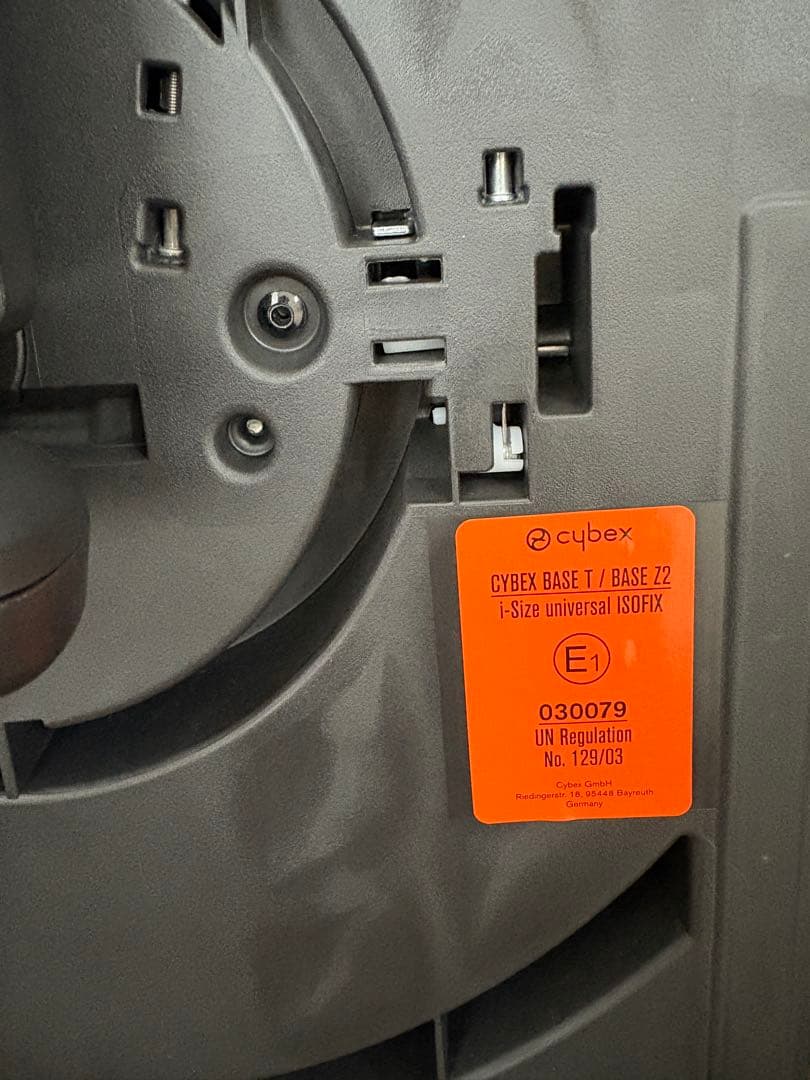 cybex
CYBEX BASE T / BASE Z2
i-Size universal ISOFIX
E1
030079
UN Regulation
No. 129/03
Cybex GmbH
Riedingerstr. 18, 95448 Bayreuth
Germany